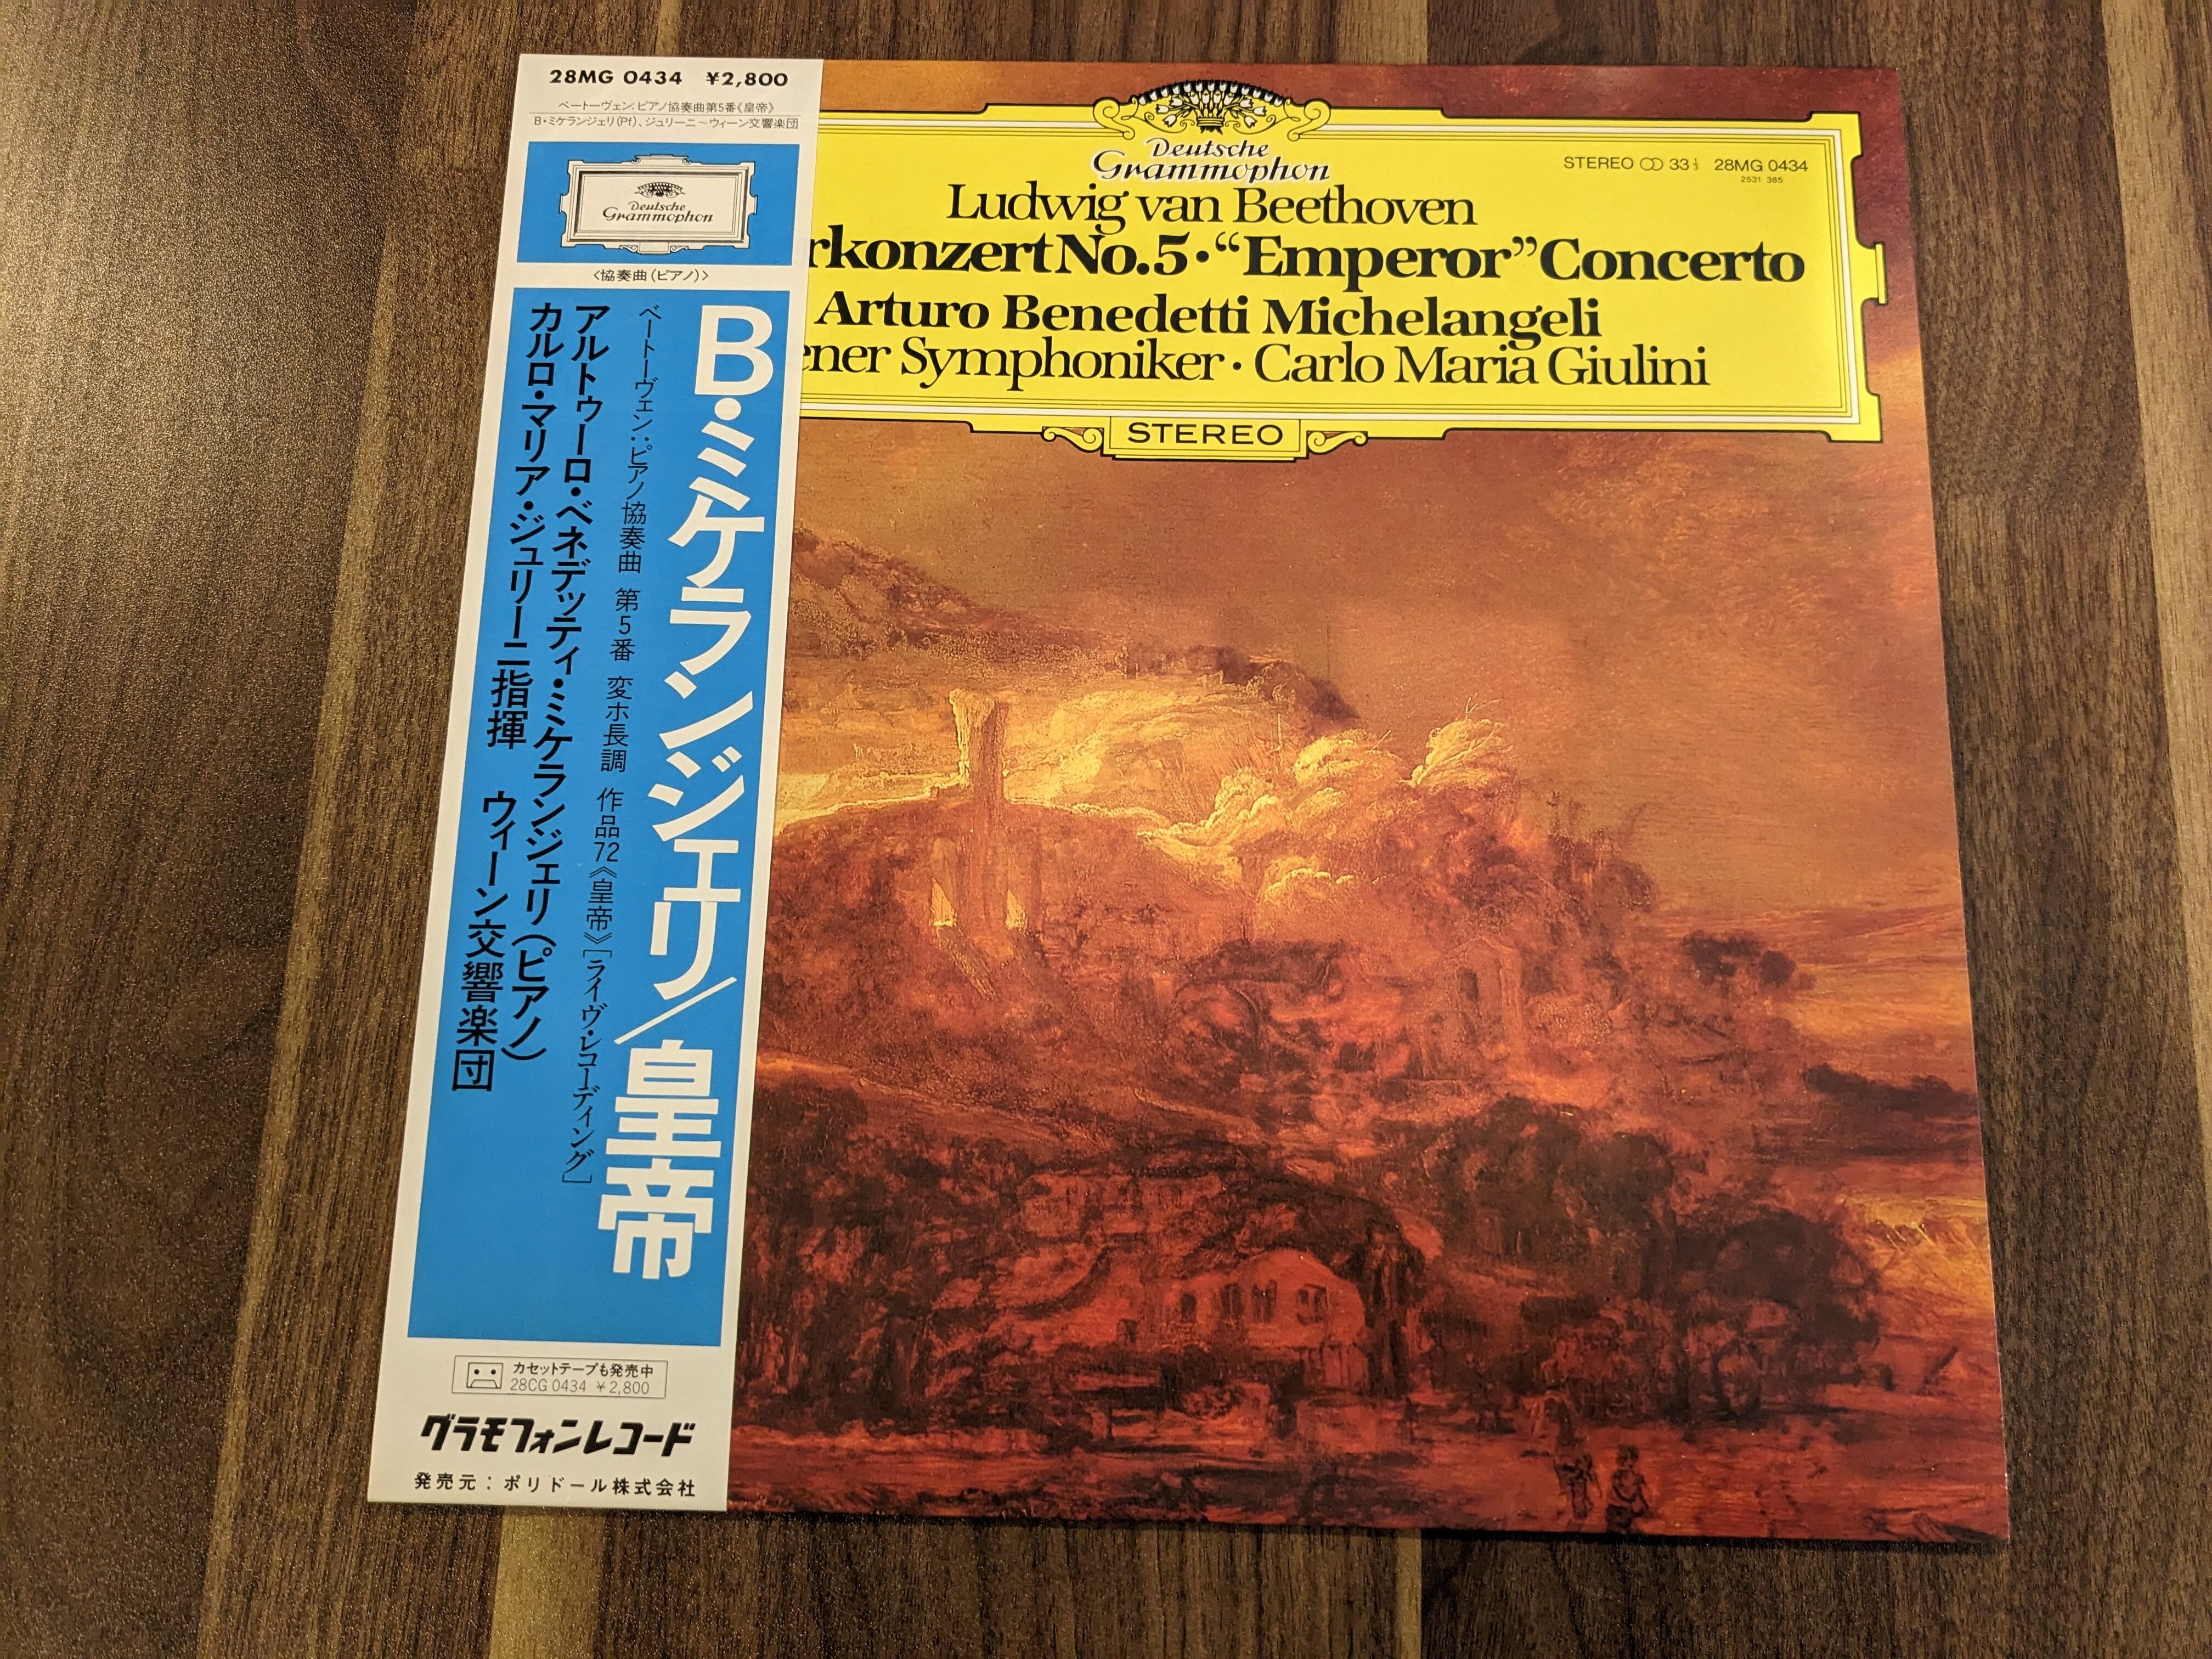 28MG 0434 ¥2,800
ベートーヴェン:ピアノ協奏曲第5番《皇帝》
B・ミケランジェリ(Pf)、ジュリーニ〜ウィーン交響楽団
Deutsche
Grammophon
〈協奏曲(ピアノ)〉
B・ミケランジェリ/皇帝
ベートーヴェン:ピアノ協奏曲 第5番 変ホ長調 作品72《皇帝》[ライヴ・レコーディング]
アルトゥーロ・ベネデッティ・ミケランジェリ(ピアノ)
カルロ・マリア・ジュリーニ指揮 ウィーン交響楽団
カセットテープも発売中
28CG 0434 ¥2,800
グラモフォンレコード
発売元:ポリドール株式会社
Deutsche
Grammophon
STEREO 33⅓ 28MG 0434
2531 385
Ludwig van Beethoven
rkonzert No.5・“Emperor” Concerto
Arturo Benedetti Michelangeli
ener Symphoniker · Carlo Maria Giulini
STEREO